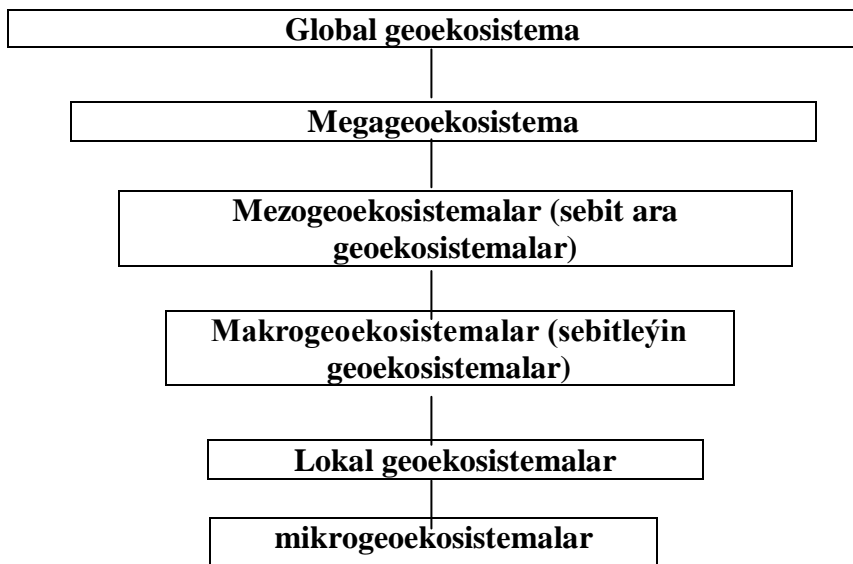 Global geoekosistema
Megageoekosistema
Mezogeoekosistemalar (sebit ara
geoekosistemalar)
Makrogeoekosistemalar (sebitleýin
geoekosistemalar)
Lokal geoekosistemalar
mikrogeoekosistemalar